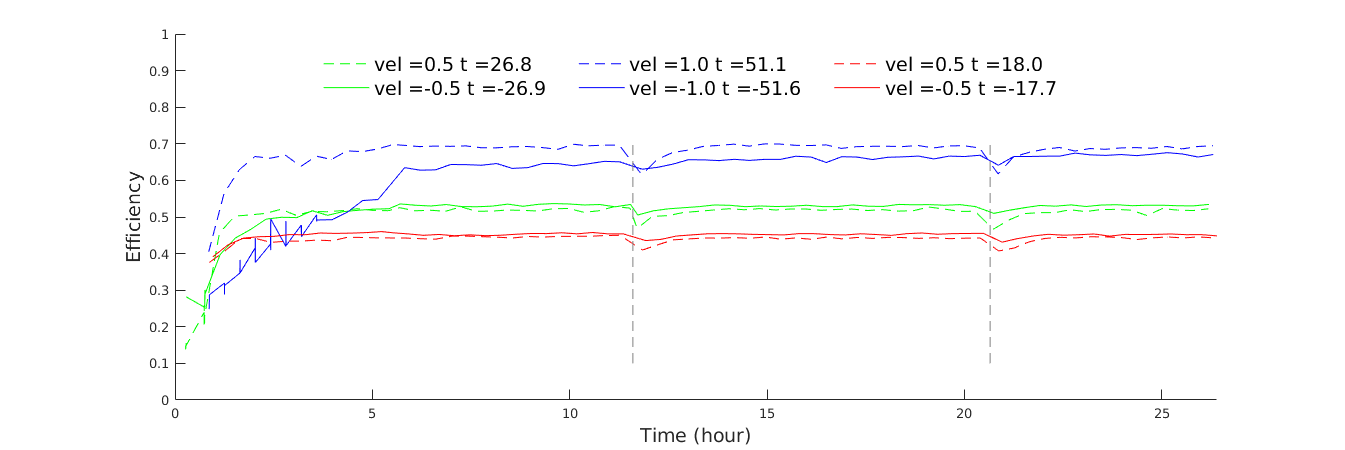 1
0.9
vel =0.5 t =26.8 vel =1.0 t =51.1 vel =0.5 t =18.0
vel =-0.5 t =-26.9 vel =-1.0 t =-51.6 vel =-0.5 t =-17.7
0.8
0.7
0.6
0.5
0.4
0.3
0.2
0.1
0
Efficiency
0 5 10 15 20 25
Time (hour)